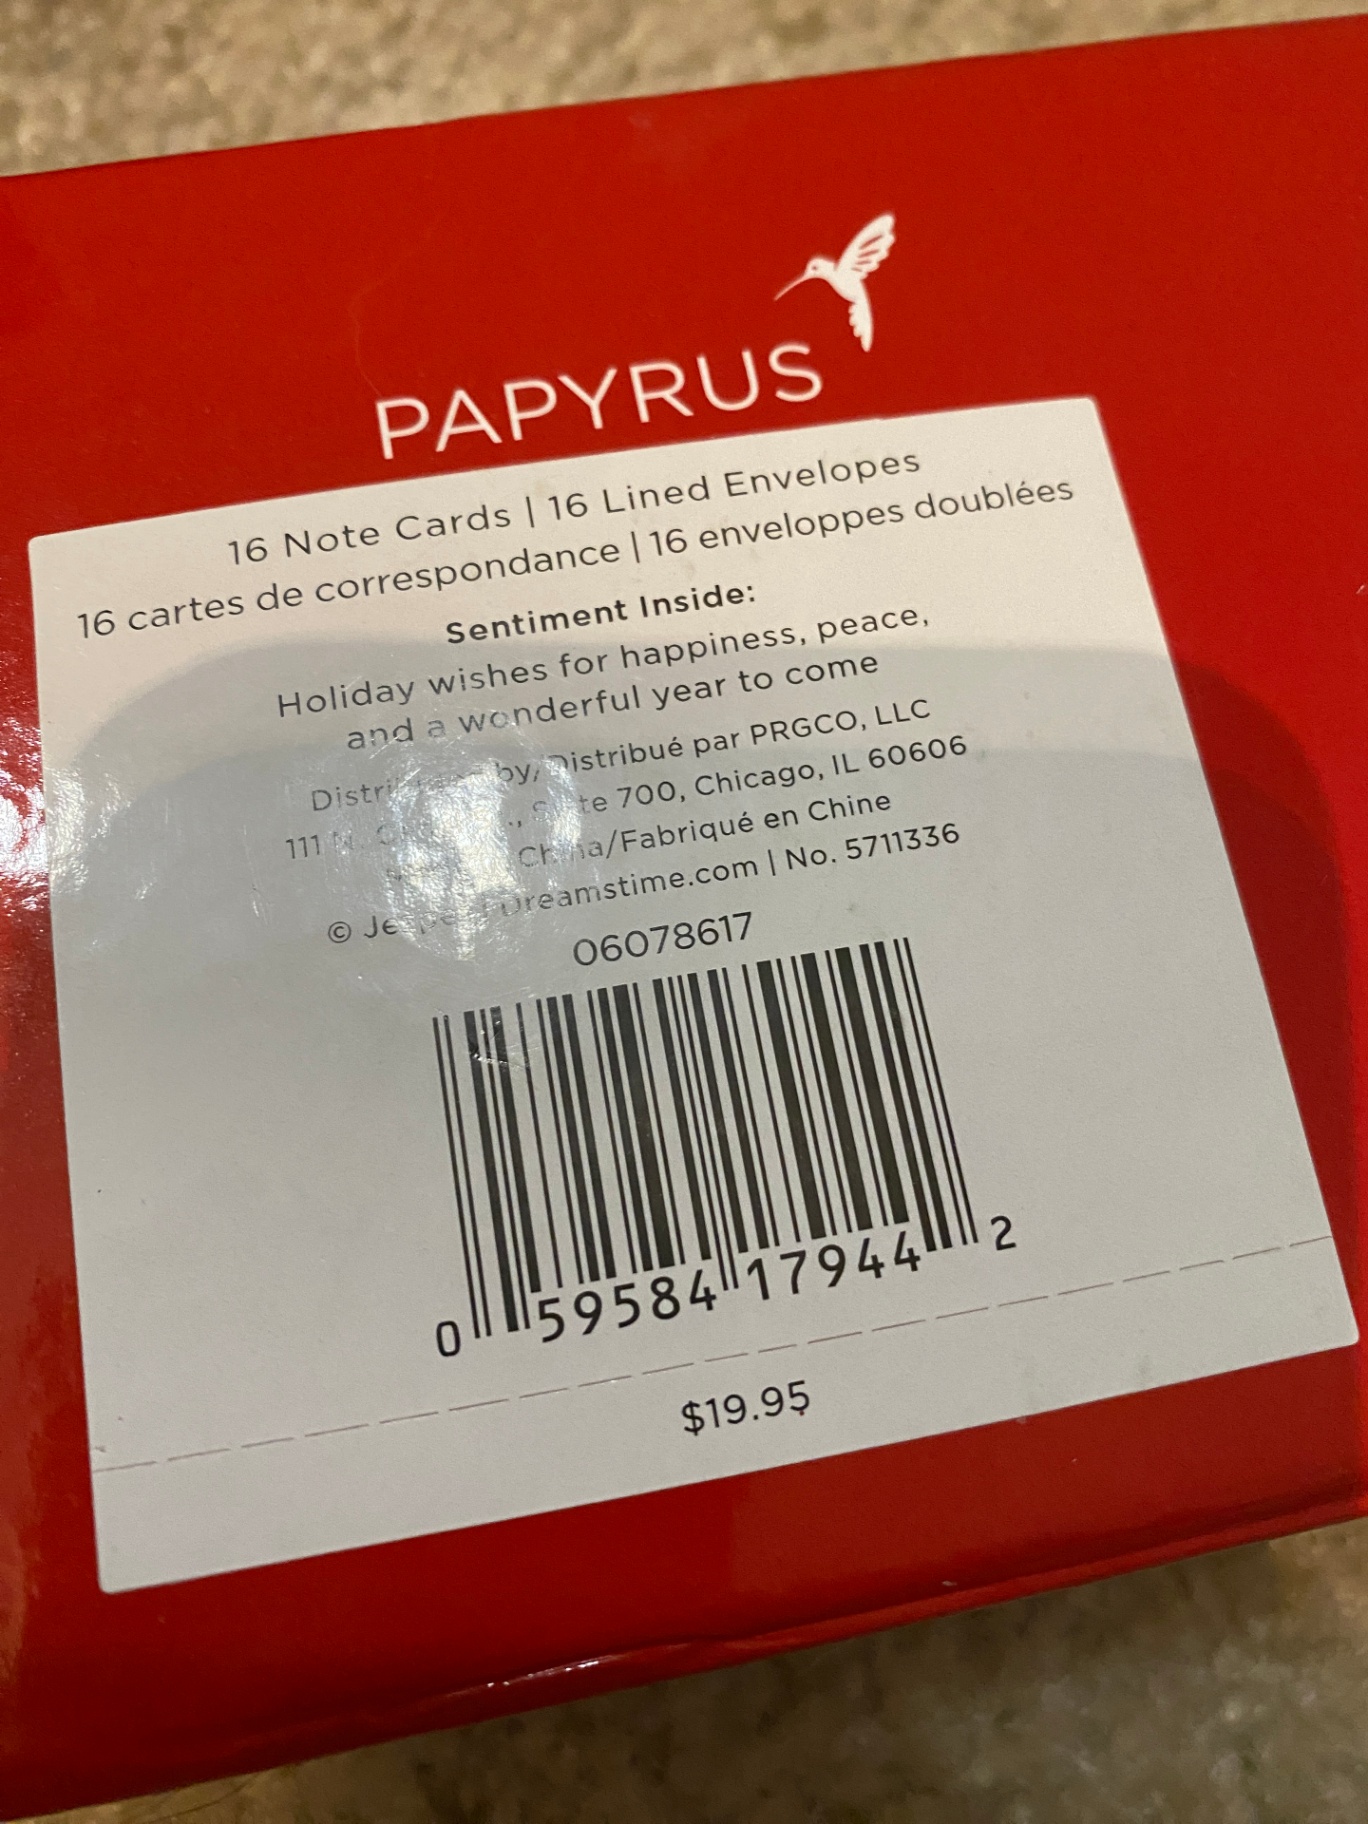 PAPYRUS
16 Note Cards | 16 Lined Envelopes
16 cartes de correspondance | 16 enveloppes doublées
Sentiment Inside:
Holiday wishes for happiness, peace,
and a wonderful year to come
by/Distribué par PRGCO, LLC
111 N. 700, Chicago, IL 60606
China/Fabriqué en Chine
© Dreamstime.com | No. 5711336
06078617
0 59584 17944 2
$19.95